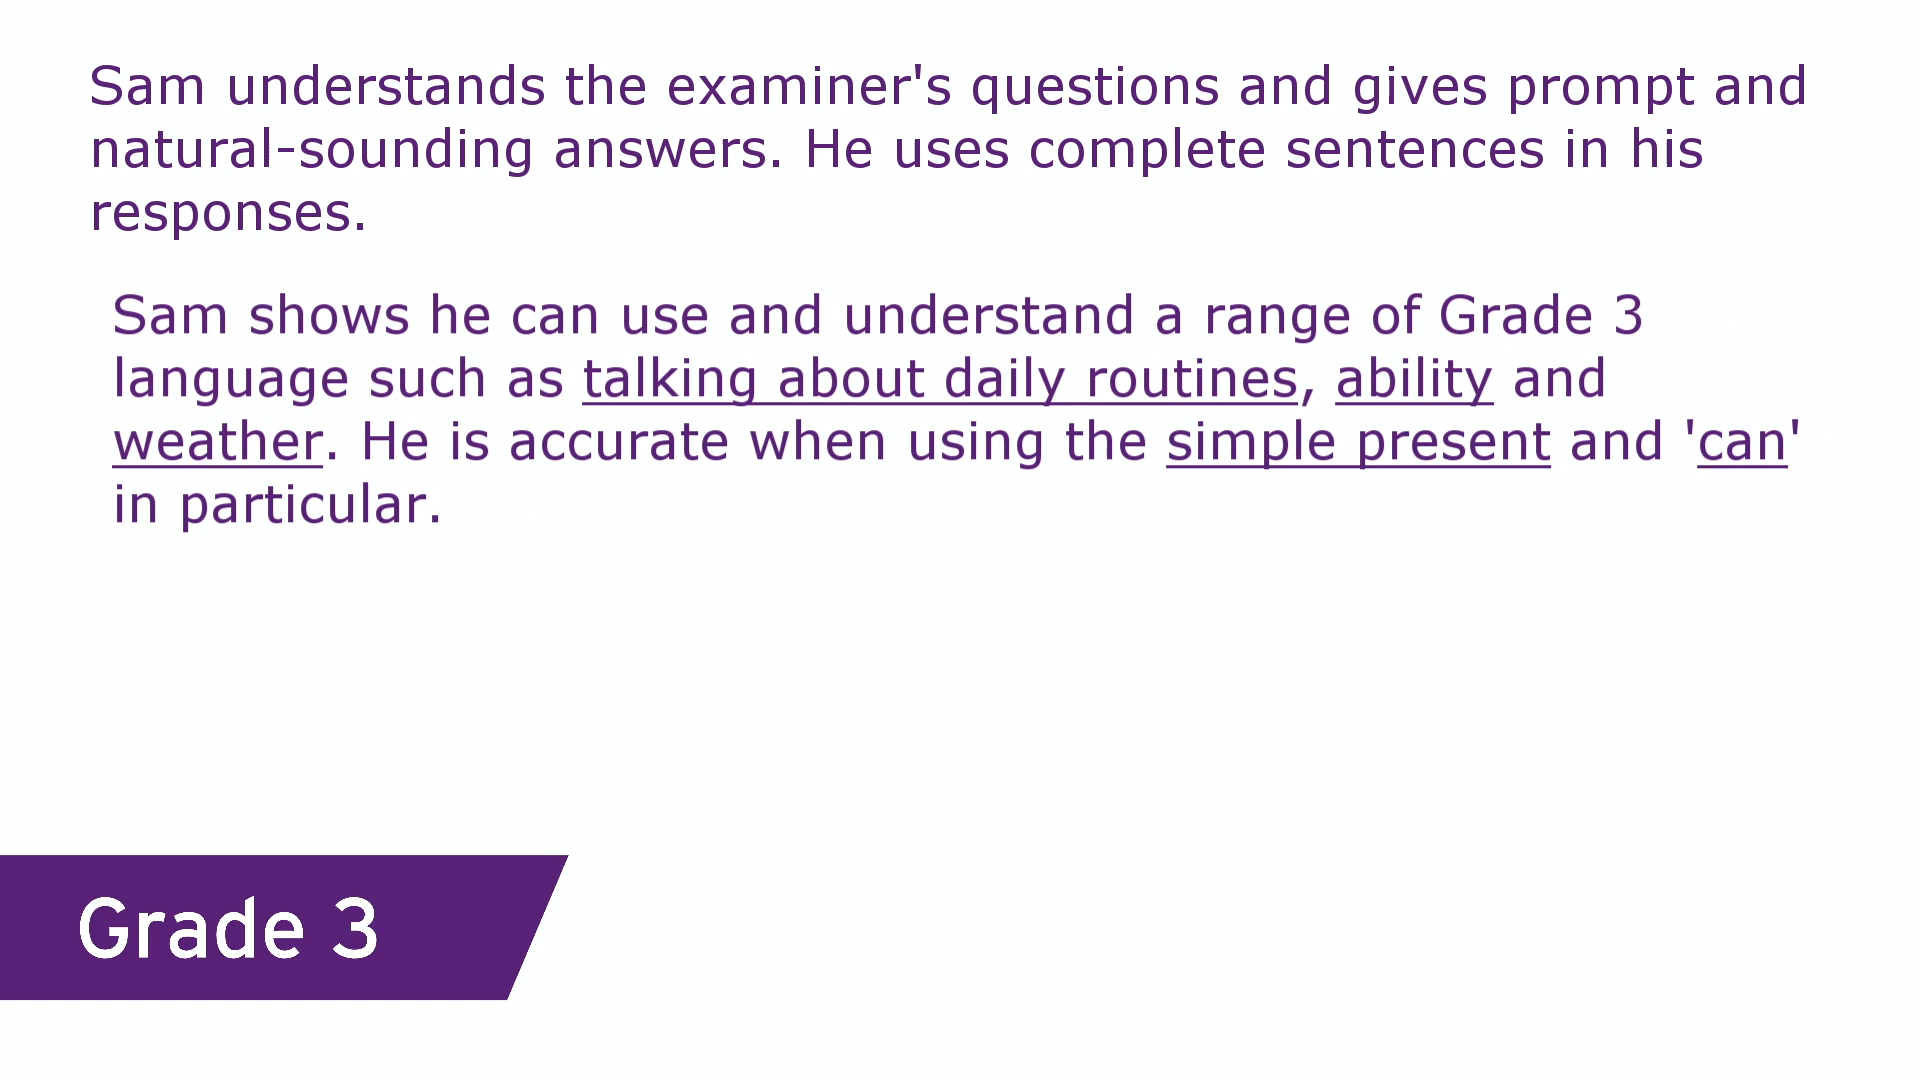 Sam understands the examiner's questions and gives prompt and
natural-sounding answers. He uses complete sentences in his
responses.
Sam shows he can use and understand a range of Grade 3
language such as talking about daily routines, ability and
weather. He is accurate when using the simple present and 'can'
in particular.
Grade 3